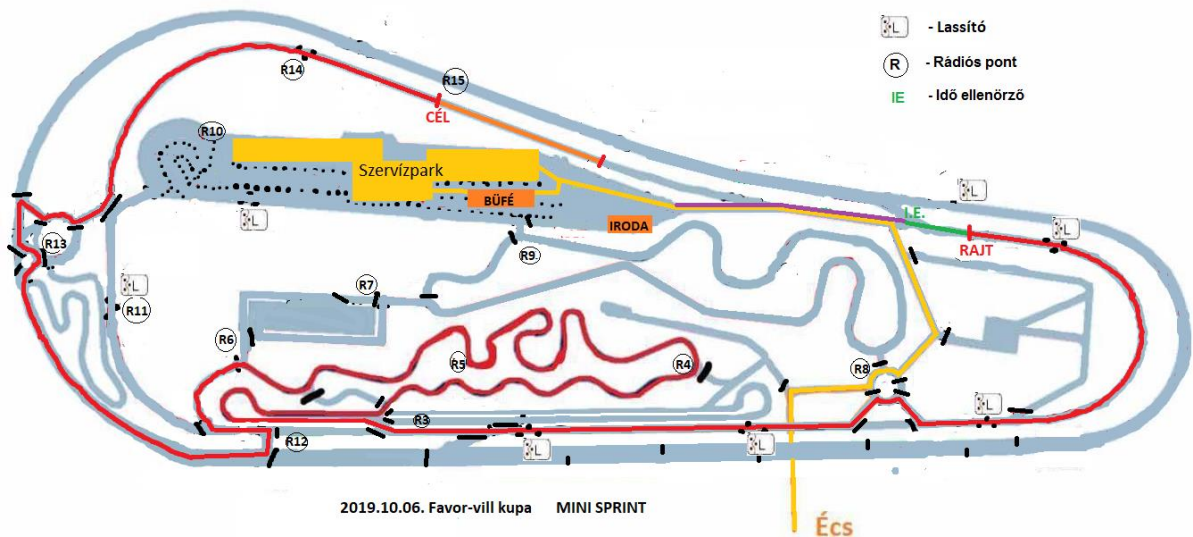 L - Lassító
R - Rádiós pont
IE - Idő ellenörző
R14
R15
CÉL
R10
Szervízpark
BÜFÉ
IRODA
L
L
I.E.
L
RAJT
R13
R9
L
R7
R11
R6
R5
R4
R8
L
R3
R12
L
L
2019.10.06. Favor-vill kupa MINI SPRINT
Écs